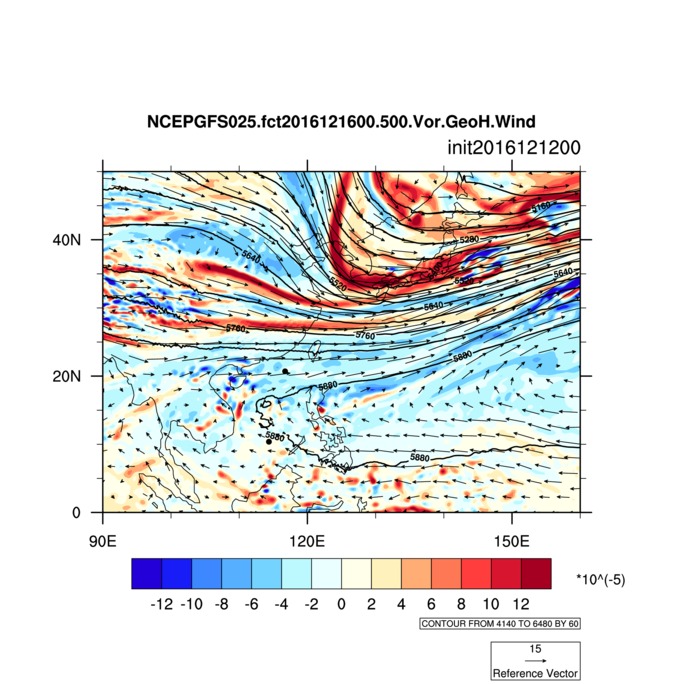 NCEPGFS025.fct2016121600.500.Vor.GeoH.Wind
init2016121200
5160
5280
40N
5640
5640
5520
5520
5640
5760
5760
5880
20N
5880
5880
5880
0
90E 120E 150E
*10^(-5)
-12 -10 -8 -6 -4 -2 0 2 4 6 8 10 12
CONTOUR FROM 4140 TO 6480 BY 60
15
Reference Vector